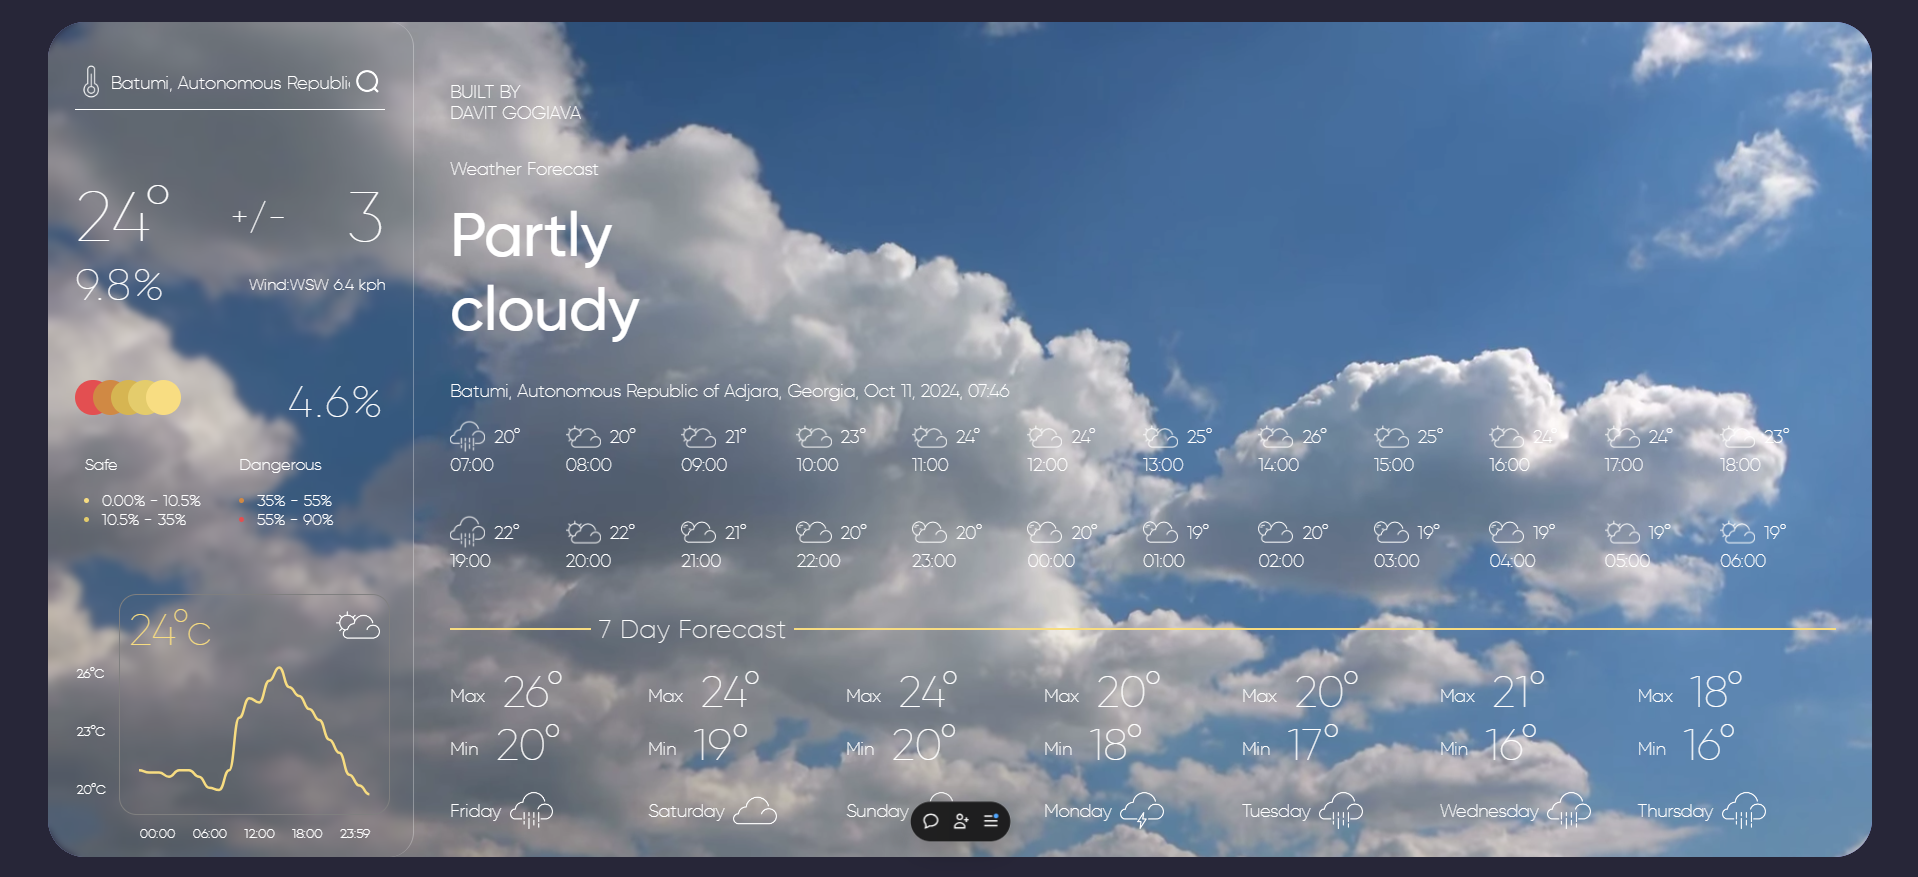 Batumi, Autonomous Republi
24° +/- 3
9.8% Wind:WSW 6.4 kph
4.6%
Safe Dangerous
0.00% - 10.5% 35% - 55%
10.5% - 35% 55% - 90%
24°C
26°C
23°C
20°C
00:00 06:00 12:00 18:00 23:59
BUILT BY
DAVIT GOGIAVA
Weather Forecast
Partly
cloudy
Batumi, Autonomous Republic of Adjara, Georgia, Oct 11, 2024, 07:46
20° 20° 21° 23° 24° 24° 25° 26° 25° 24° 24° 23°
07:00 08:00 09:00 10:00 11:00 12:00 13:00 14:00 15:00 16:00 17:00 18:00
22° 22° 21° 20° 20° 20° 19° 20° 19° 19° 19° 19°
19:00 20:00 21:00 22:00 23:00 00:00 01:00 02:00 03:00 04:00 05:00 06:00
7 Day Forecast
Max 26° Max 24° Max 24° Max 20° Max 20° Max 21° Max 18°
Min 20° Min 19° Min 20° Min 18° Min 17° Min 16° Min 16°
Friday Saturday Sunday Monday Tuesday Wednesday Thursday